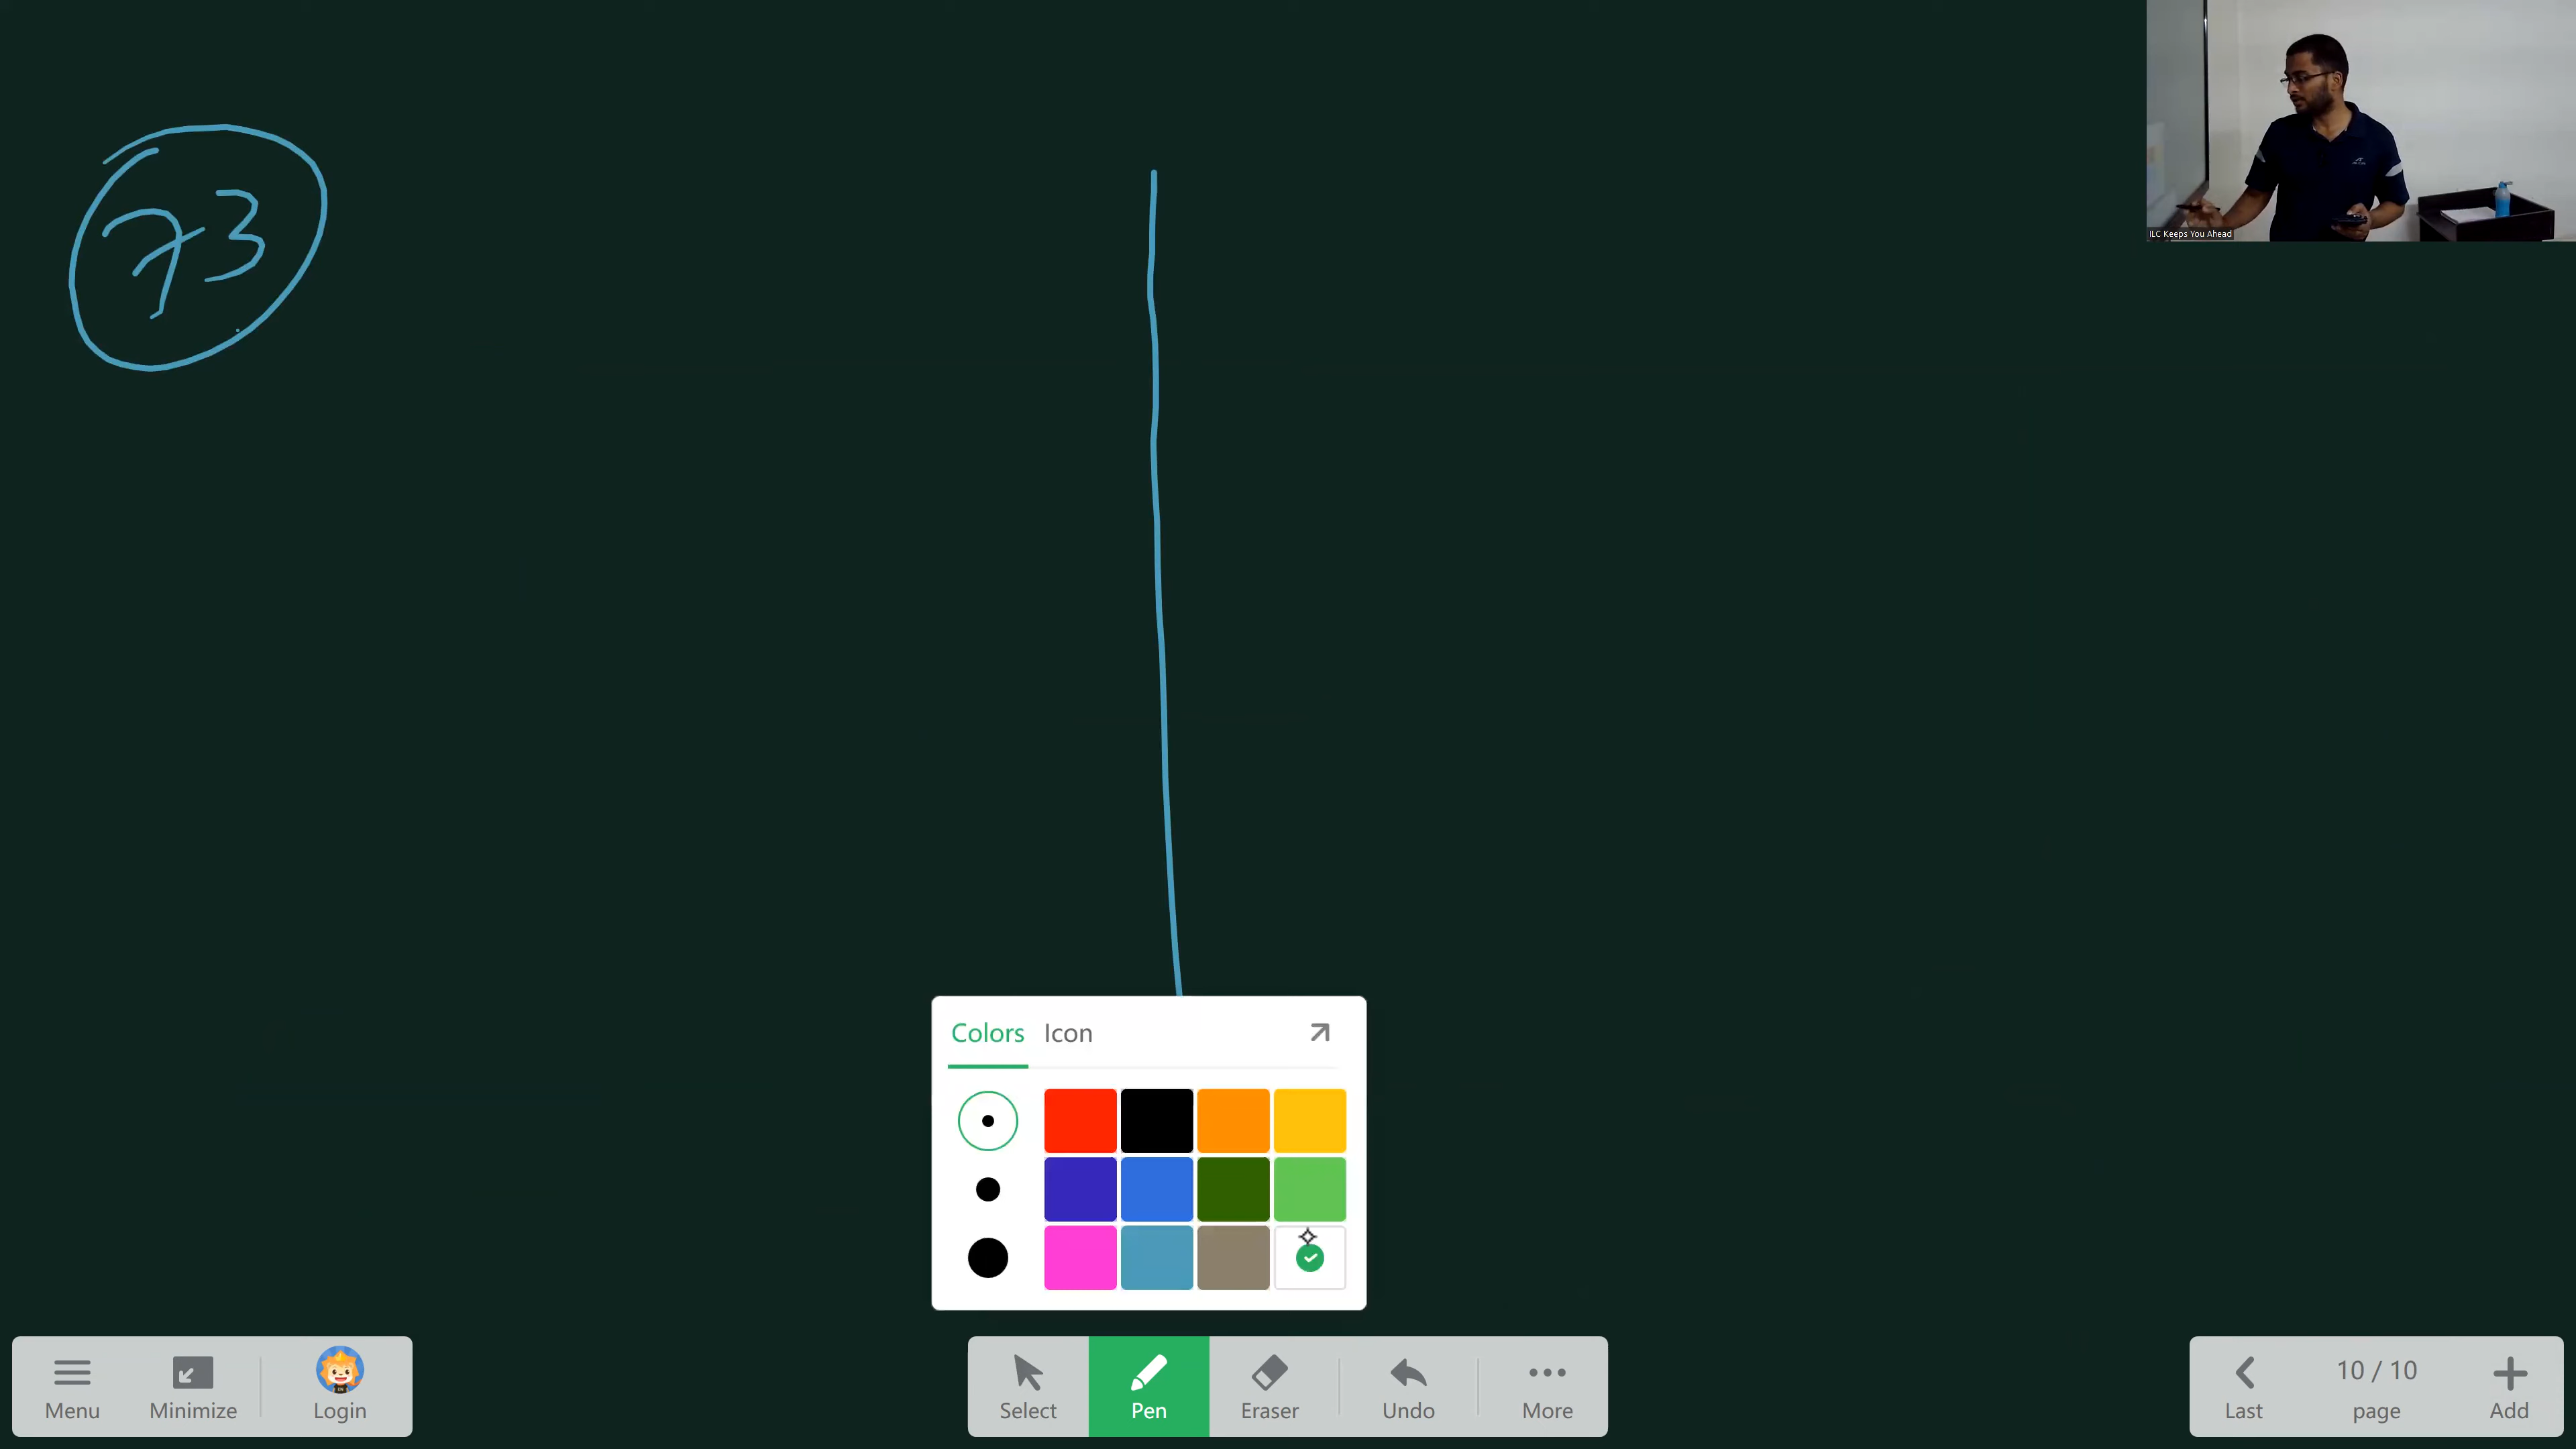 73
ILC Keeps You Ahead
Colors Icon
Menu Minimize Login
Select Pen Eraser Undo More
Last 10 / 10 page Add